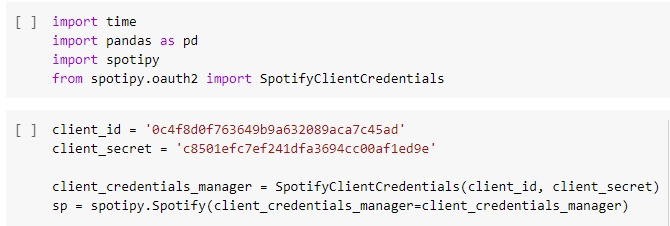 [ ] import time
import pandas as pd
import spotipy
from spotipy.oauth2 import SpotifyClientCredentials
[ ] client_id = '0c4f8d0f763649b9a632089aca7c45ad'
client_secret = 'c8501efc7ef241dfa3694cc00af1ed9e'
client_credentials_manager = SpotifyClientCredentials(client_id, client_secret)
sp = spotipy.Spotify(client_credentials_manager=client_credentials_manager)